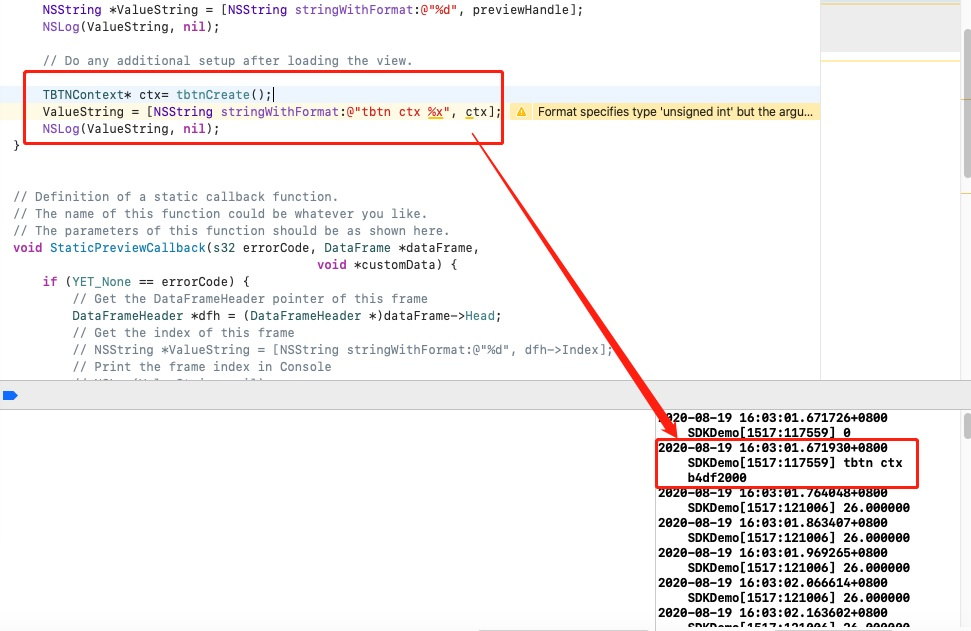 NSString *ValueString = [NSString stringWithFormat:@"%d", previewHandle];
NSLog(ValueString, nil);
// Do any additional setup after loading the view.
TBTNContext* ctx= tbtnCreate();
ValueString = [NSString stringWithFormat:@"tbtn ctx %x", ctx];
Format specifies type 'unsigned int' but the argu...
NSLog(ValueString, nil);
}
// Definition of a static callback function.
// The name of this function could be whatever you like.
// The parameters of this function should be as shown here.
void StaticPreviewCallback(s32 errorCode, DataFrame *dataFrame,
void *customData) {
if (YET_None == errorCode) {
// Get the DataFrameHeader pointer of this frame
DataFrameHeader *dfh = (DataFrameHeader *)dataFrame->Head;
// Get the index of this frame
// NSString *ValueString = [NSString stringWithFormat:@"%d", dfh->Index];
// Print the frame index in Console
2020-08-19 16:03:01.671726+0800
SDKDemo[1517:117559] 0
2020-08-19 16:03:01.671930+0800
SDKDemo[1517:117559] tbtn ctx
b4df2000
2020-08-19 16:03:01.764048+0800
SDKDemo[1517:121006] 26.000000
2020-08-19 16:03:01.863407+0800
SDKDemo[1517:121006] 26.000000
2020-08-19 16:03:01.969265+0800
SDKDemo[1517:121006] 26.000000
2020-08-19 16:03:02.066614+0800
SDKDemo[1517:121006] 26.000000
2020-08-19 16:03:02.163602+0800
SDKDemo[1517:121006] 26.000000